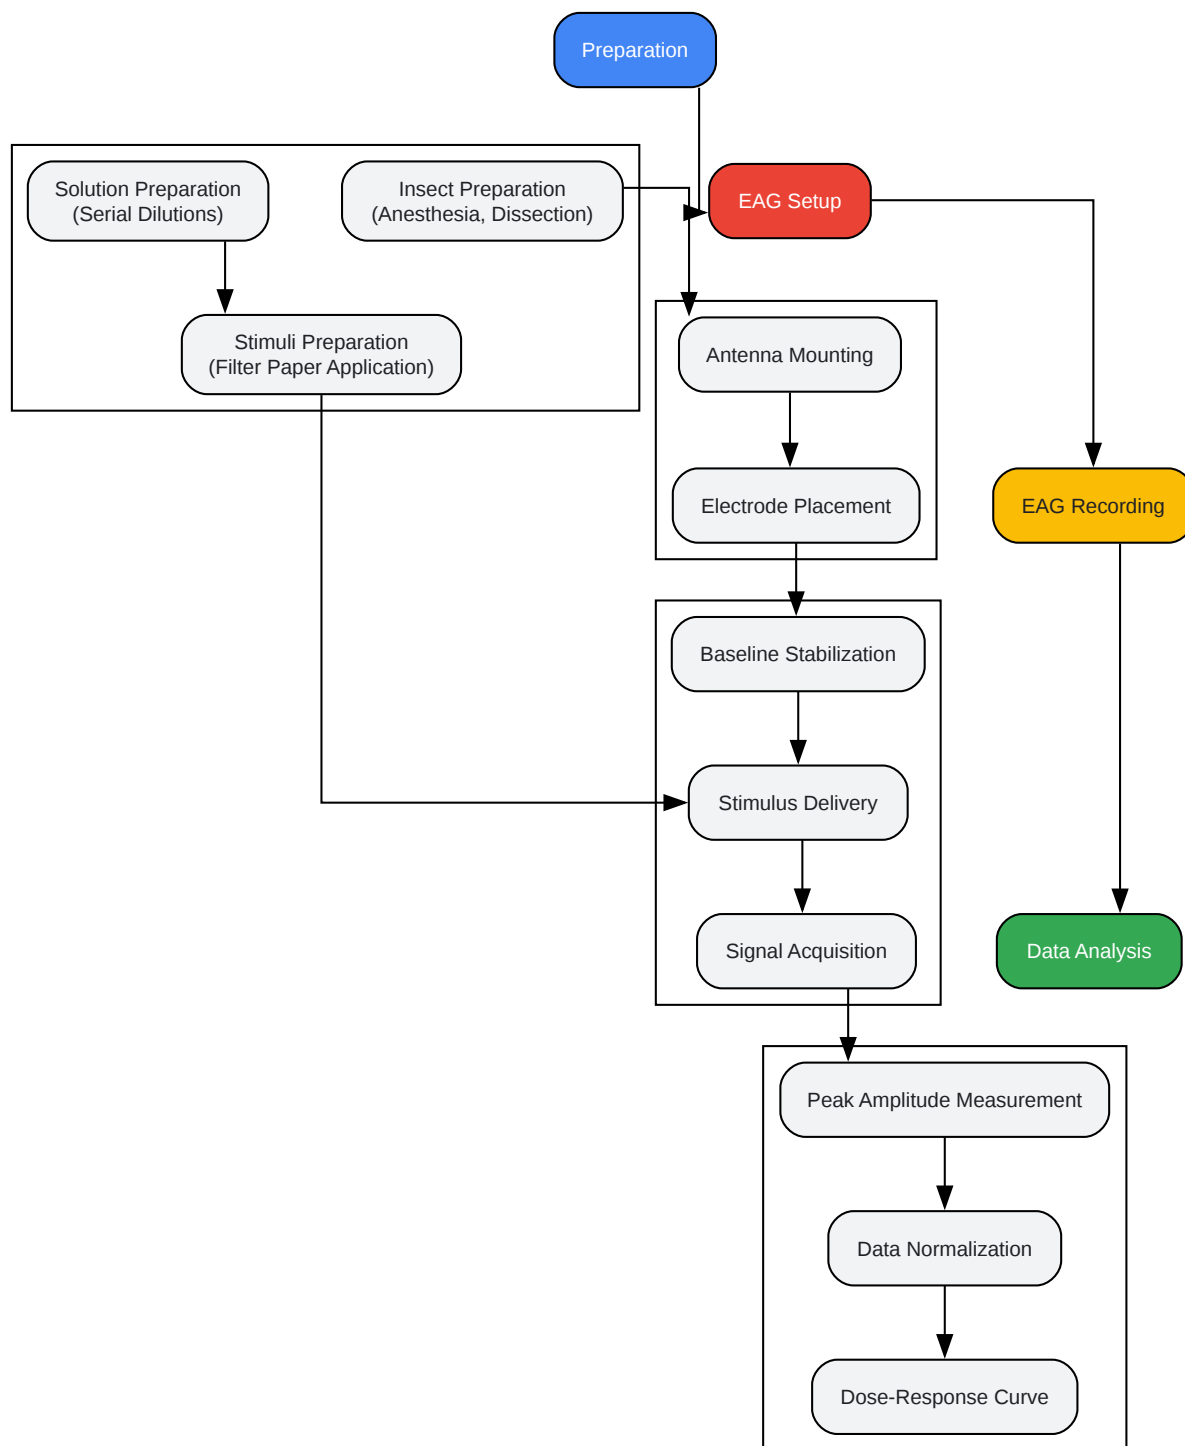 Preparation
Solution Preparation
(Serial Dilutions)
Insect Preparation
(Anesthesia, Dissection)
EAG Setup
Stimuli Preparation
(Filter Paper Application)
Antenna Mounting
Electrode Placement
EAG Recording
Baseline Stabilization
Stimulus Delivery
Signal Acquisition
Data Analysis
Peak Amplitude Measurement
Data Normalization
Dose-Response Curve